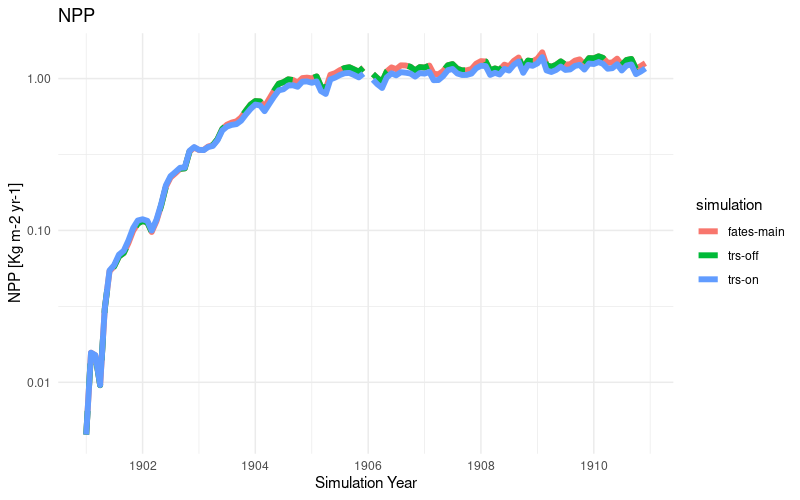 NPP
NPP [Kg m-2 yr-1]
1.00
0.10
0.01
1902
1904
1906
1908
1910
Simulation Year
simulation
fates-main
trs-off
trs-on